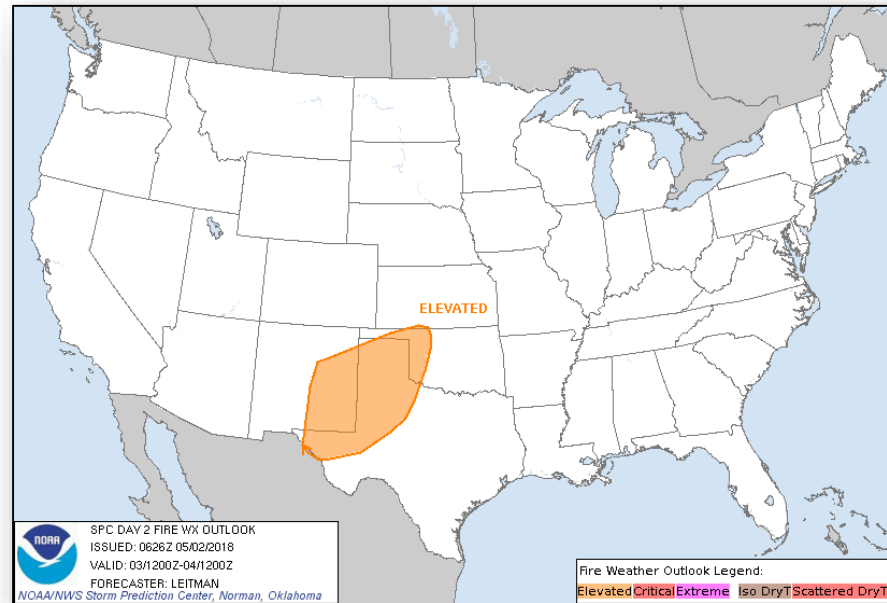 ELEVATED
NOAA
SPC DAY 2 FIRE WX OUTLOOK
ISSUED: 0626Z 05/02/2018
VALID: 03/1200Z-04/1200Z
FORECASTER: LEITMAN
NOAA/NWS Storm Prediction Center, Norman, Oklahoma
Fire Weather Outlook Legend:
Elevated Critical Extreme Iso DryT Scattered DryT